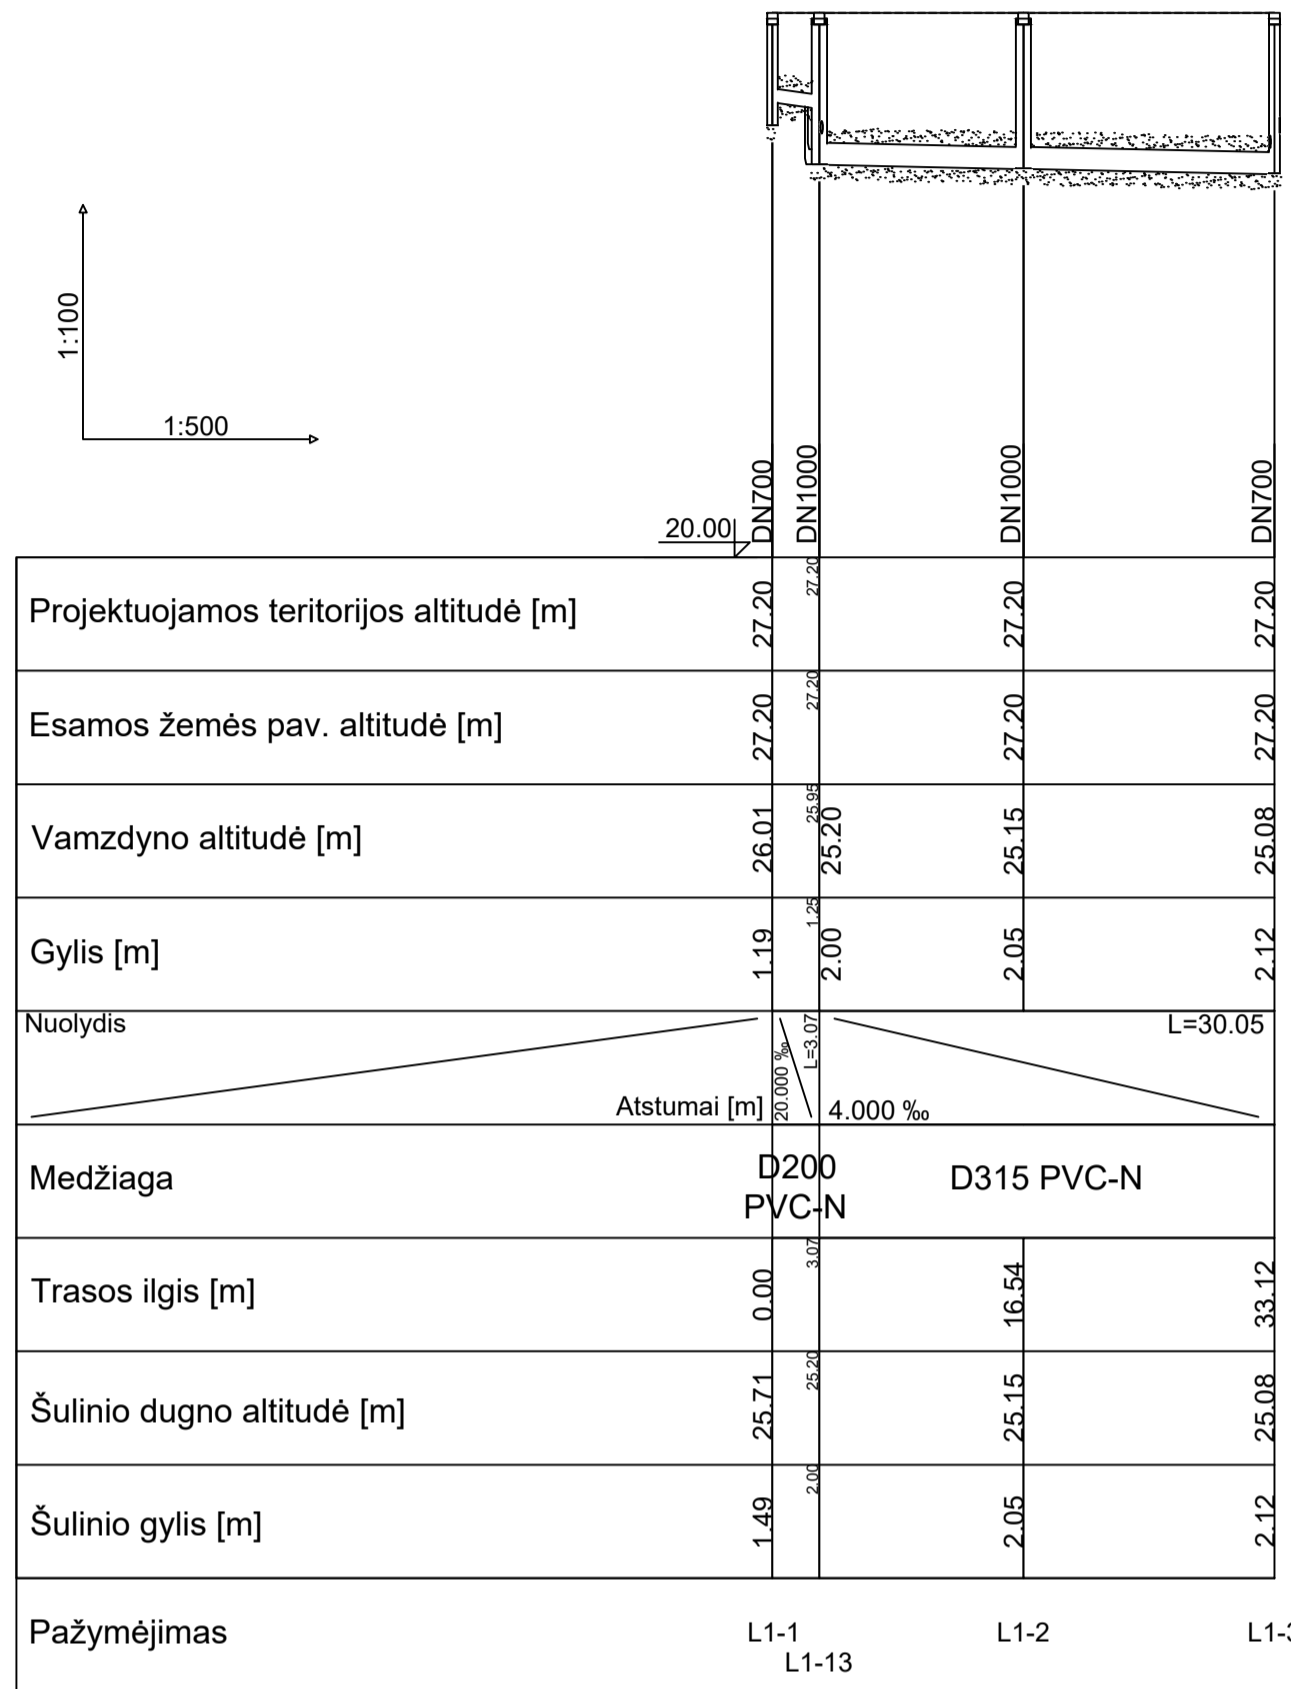 1:100
1:500
20.00
DN700
DN1000
DN1000
DN700
Projektuojamos teritorijos altitudė [m]
27.20
27.20
27.20
27.20
Esamos žemės pav. altitudė [m]
27.20
27.20
27.20
27.20
Vamzdyno altitudė [m]
26.01
25.95
25.20
25.15
25.08
Gylis [m]
1.19
1.25
2.00
2.05
2.12
Nuolydis
Atstumai [m]
20.000 ‰
L=3.07
4.000 ‰
L=30.05
Medžiaga
D200
PVC-N
D315 PVC-N
Trasos ilgis [m]
0.00
3.07
16.54
33.12
Šulinio dugno altitudė [m]
25.71
25.20
25.15
25.08
Šulinio gylis [m]
1.49
2.00
2.05
2.12
Pažymėjimas
L1-1
L1-13
L1-2
L1-3